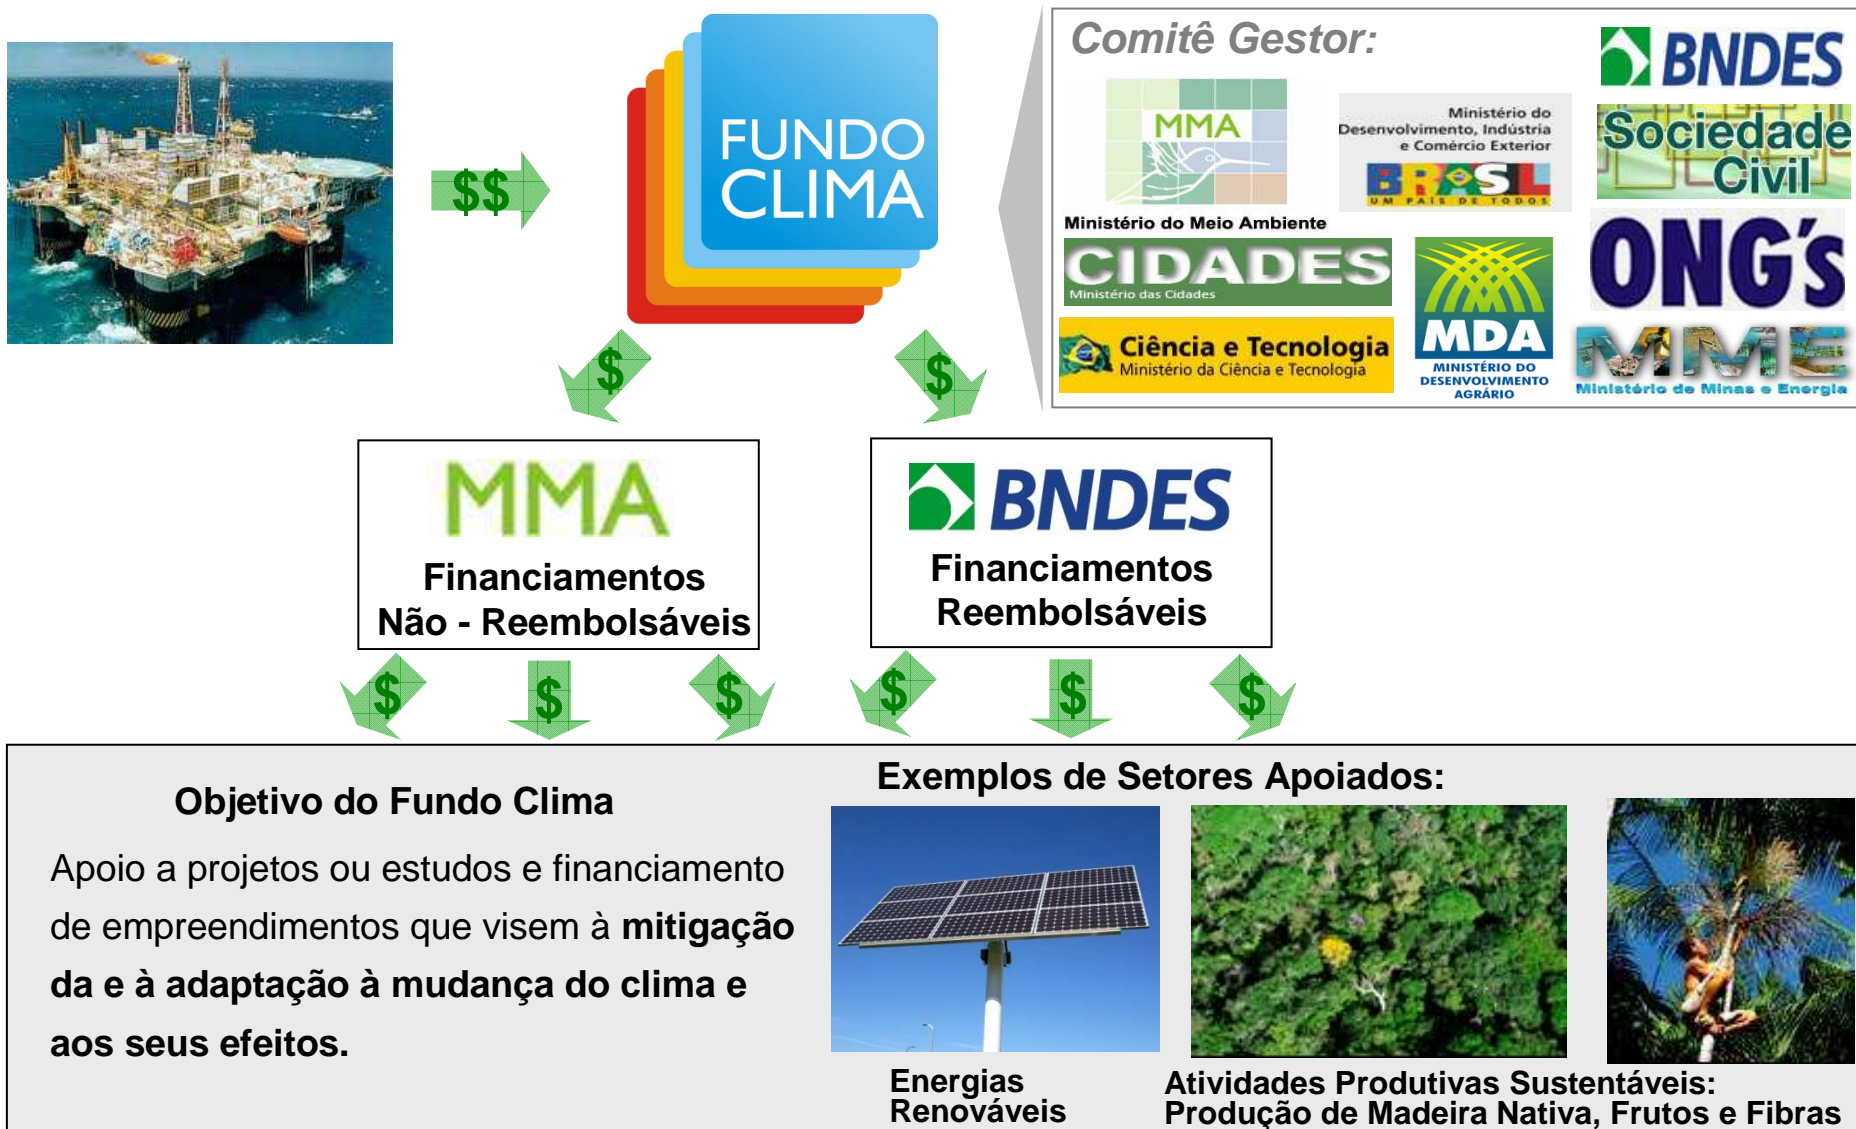 $$
FUNDO
CLIMA
Comitê Gestor:
MMA
Ministério do Meio Ambiente
Ministério do
Desenvolvimento, Indústria
e Comércio Exterior
BRASIL
UM PAÍS DE TODOS
BNDES
Sociedade
Civil
CIDADES
Ministério das Cidades
MDA
MINISTÉRIO DO
DESENVOLVIMENTO
AGRÁRIO
ONG's
Ciência e Tecnologia
Ministério da Ciência e Tecnologia
MME
Ministério de Minas e Energia
$
$
MMA
Financiamentos
Não - Reembolsáveis
BNDES
Financiamentos
Reembolsáveis
$
$
$
$
$
$
Objetivo do Fundo Clima
Apoio a projetos ou estudos e financiamento
de empreendimentos que visem à mitigação
da e à adaptação à mudança do clima e
aos seus efeitos.
Exemplos de Setores Apoiados:
Energias
Renováveis
Atividades Produtivas Sustentáveis:
Produção de Madeira Nativa, Frutos e Fibras